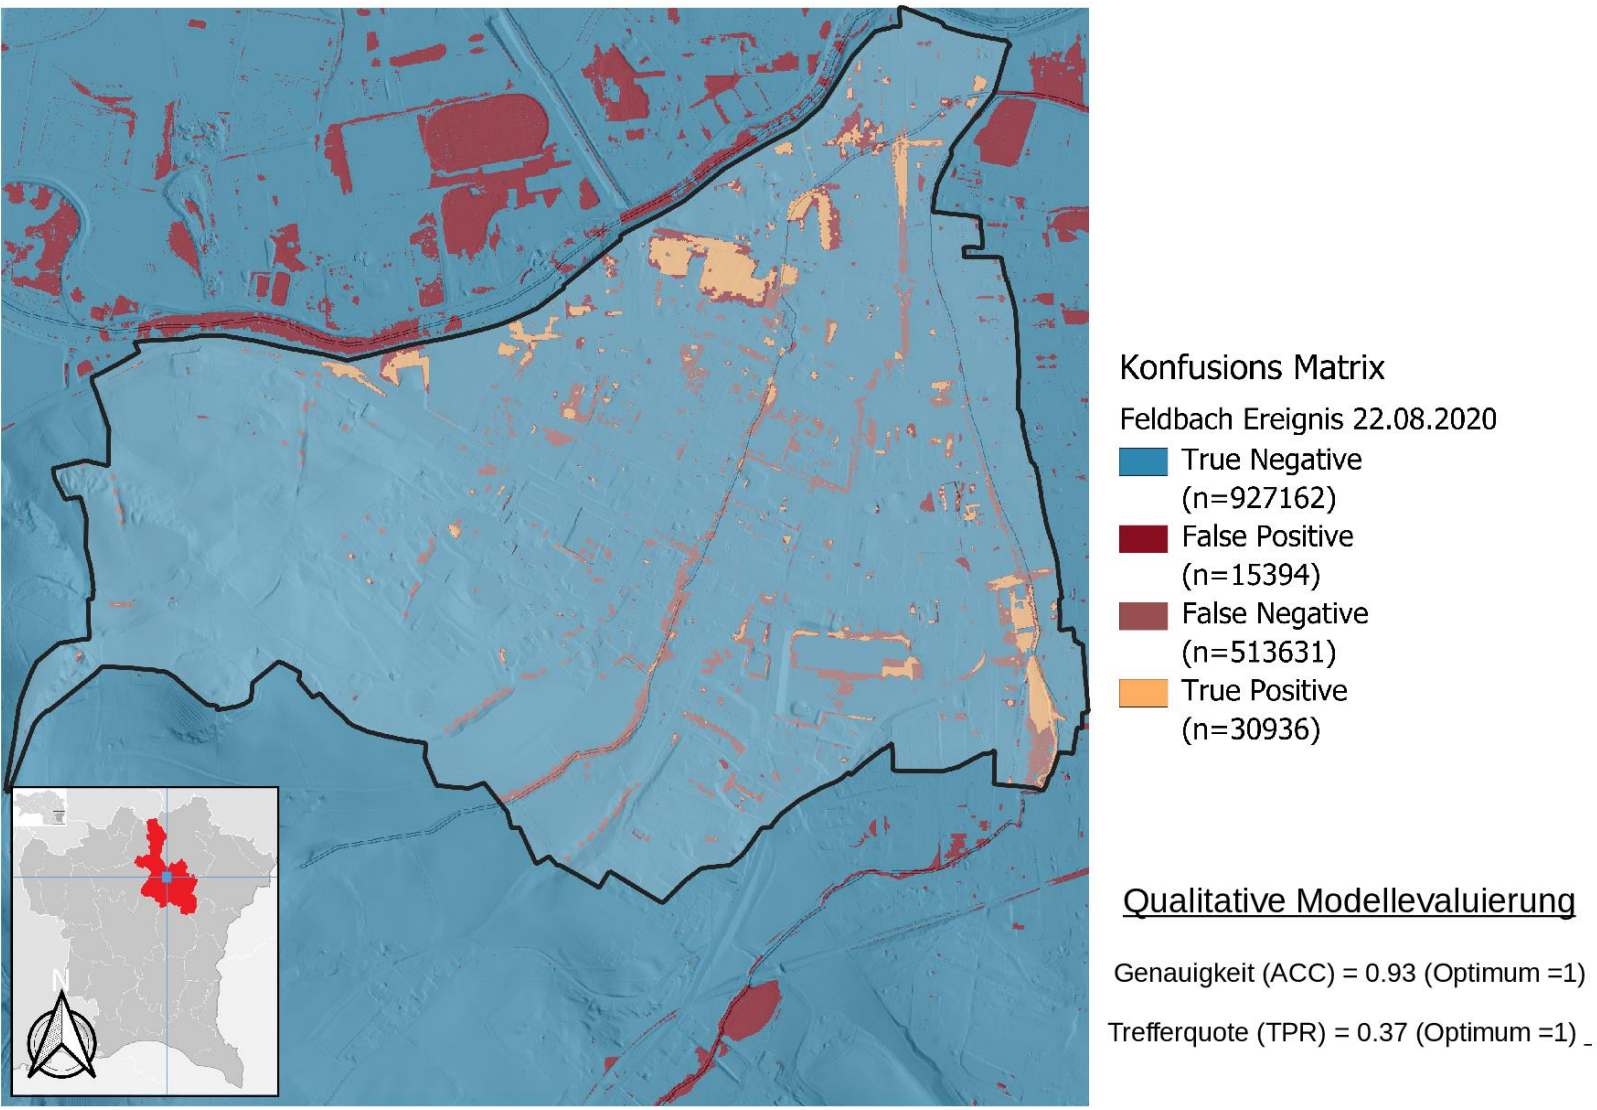 Konfusions Matrix
Feldbach Ereignis 22.08.2020
True Negative
(n=927162)
False Positive
(n=15394)
False Negative
(n=513631)
True Positive
(n=30936)
N
Qualitative Modellevaluierung
Genauigkeit (ACC) = 0.93 (Optimum =1)
Trefferquote (TPR) = 0.37 (Optimum =1) _